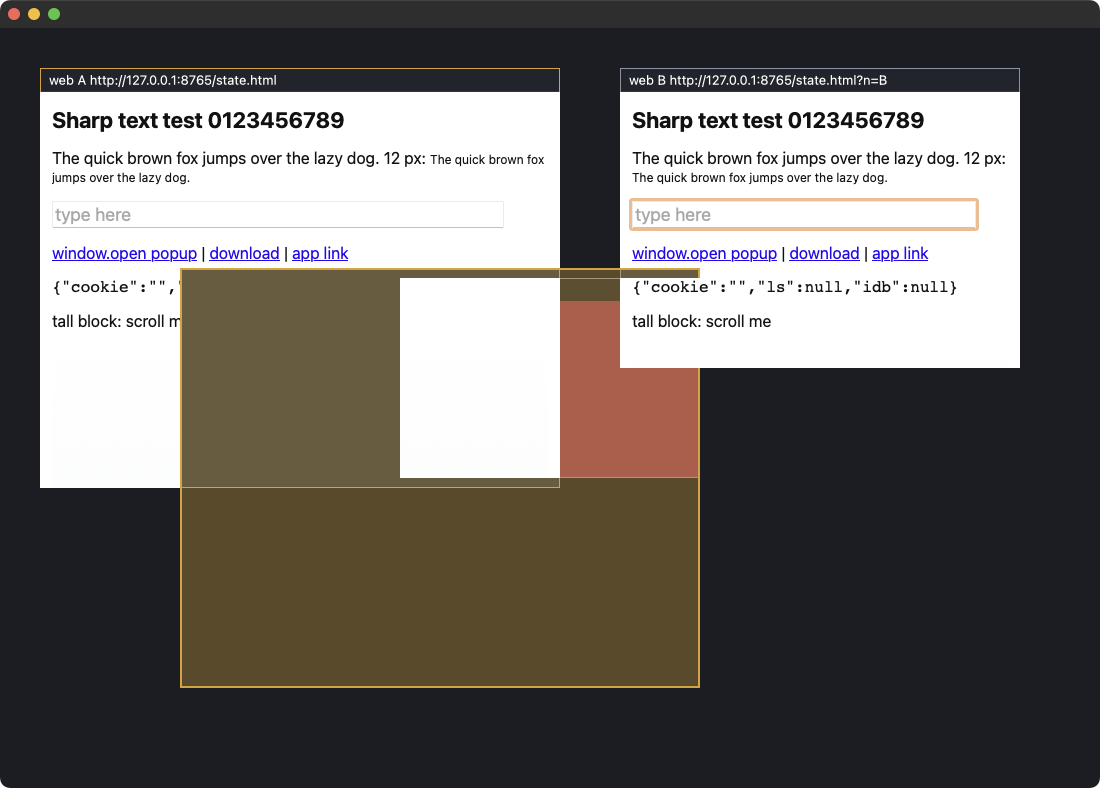 web A http://127.0.0.1:8765/state.html
Sharp text test 0123456789
The quick brown fox jumps over the lazy dog. 12 px: The quick brown fox
jumps over the lazy dog.
type here
window.open popup | download | app link
{"cookie":"","
tall block: scroll m
web B http://127.0.0.1:8765/state.html?n=B
Sharp text test 0123456789
The quick brown fox jumps over the lazy dog. 12 px:
The quick brown fox jumps over the lazy dog.
type here
window.open popup | download | app link
{"cookie":"","ls":null,"idb":null}
tall block: scroll me